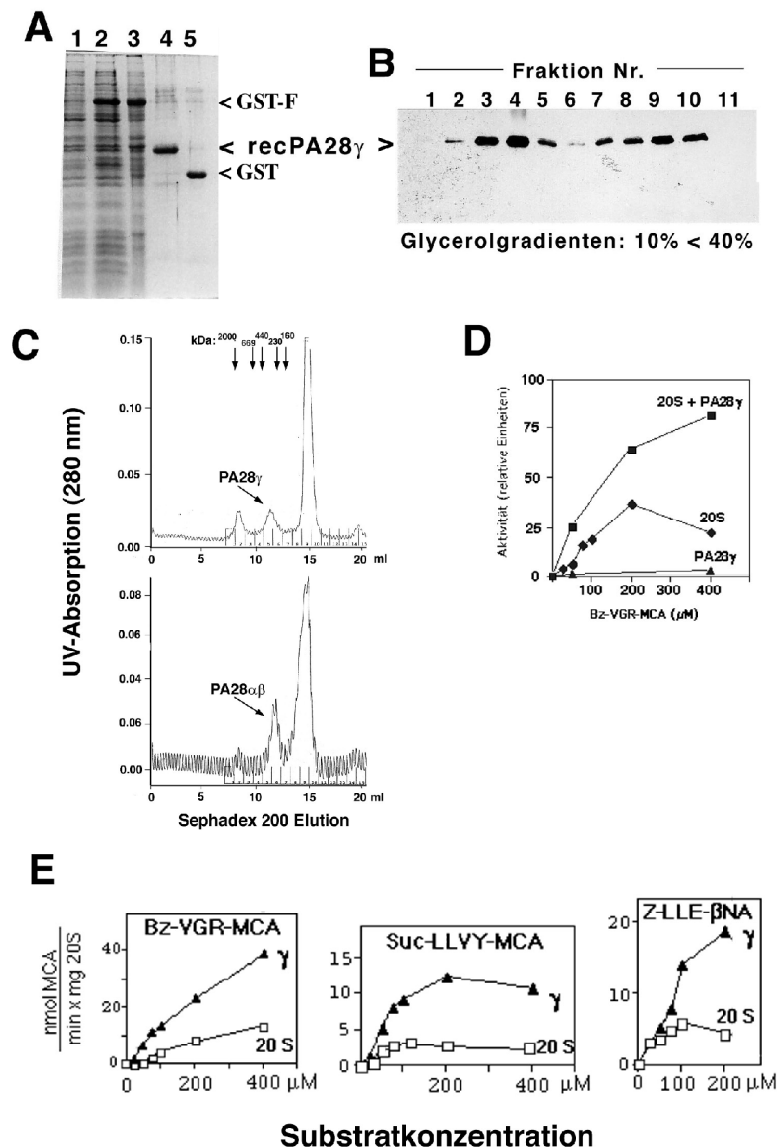 A
1 2 3 4 5
< GST-F
< recPA28γ >
< GST
B
Fraktion Nr.
1 2 3 4 5 6 7 8 9 10 11
Glycerolgradienten: 10% < 40%
C
UV-Absorption (280 nm)
kDa: 2000 669 440 230 160
0.15
0.10
0.05
0.00
PA28γ
0 5 10 15 20 ml
0.08
0.06
0.06
0.00
PA28αβ
0 5 10 15 20 ml
Sephadex 200 Elution
D
Aktivität (relative Einheiten)
100
75
50
25
0
20S + PA28γ
20S
PA28γ
0 100 200 300 400
Bz-VGR-MCA (µM)
E
nmol MCA
min x mg 20S
Bz-VGR-MCA
40
20
0
γ
20 S
0 200 400 µM
Suc-LLVY-MCA
15
10
5
0
γ
20 S
0 200 400 µM
Z-LLE-βNA
20
10
0
γ
20 S
0 100 200 µM
Substratkonzentration